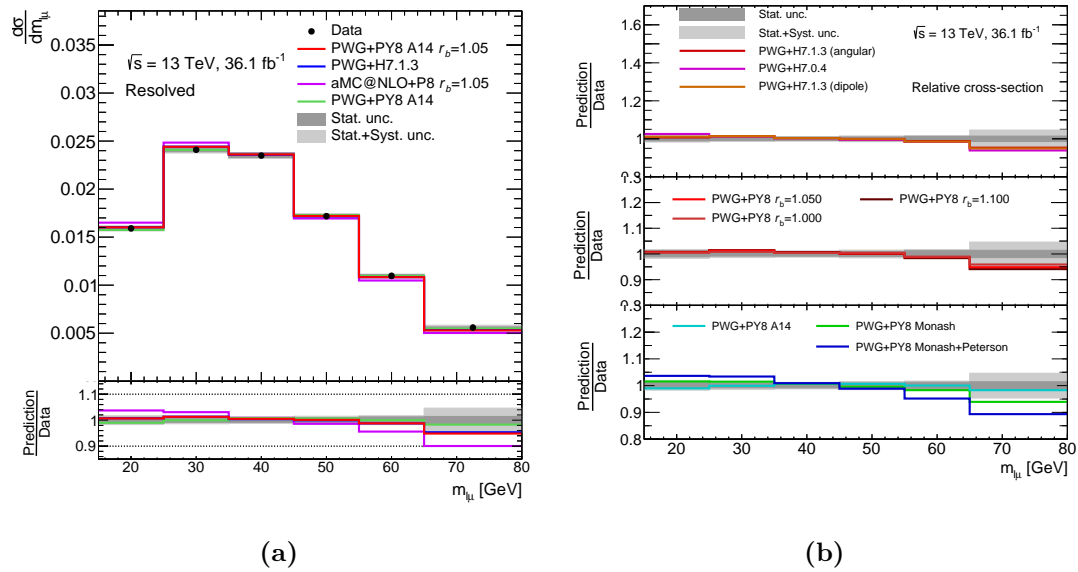 dσ
dm_lμ
0.035
0.03
0.025
0.02
0.015
0.01
0.005
Data
PWG+PY8 A14 r_b=1.05
PWG+H7.1.3
aMC@NLO+P8 r_b=1.05
PWG+PY8 A14
Stat. unc.
Stat.+Syst. unc.
√s = 13 TeV, 36.1 fb⁻¹
Resolved
Prediction
Data
1.1
1
0.9
20 30 40 50 60 70 80
m_lμ [GeV]
(a)
Stat. unc.
Stat.+Syst. unc.
PWG+H7.1.3 (angular)
PWG+H7.0.4
PWG+H7.1.3 (dipole)
√s = 13 TeV, 36.1 fb⁻¹
Relative cross-section
Prediction
Data
1.6
1.4
1.2
1
PWG+PY8 r_b=1.050
PWG+PY8 r_b=1.100
PWG+PY8 r_b=1.000
Prediction
Data
1.2
1.1
1
0.9
PWG+PY8 A14
PWG+PY8 Monash
PWG+PY8 Monash+Peterson
Prediction
Data
1.2
1.1
1
0.9
0.8
20 30 40 50 60 70 80
m_lμ [GeV]
(b)